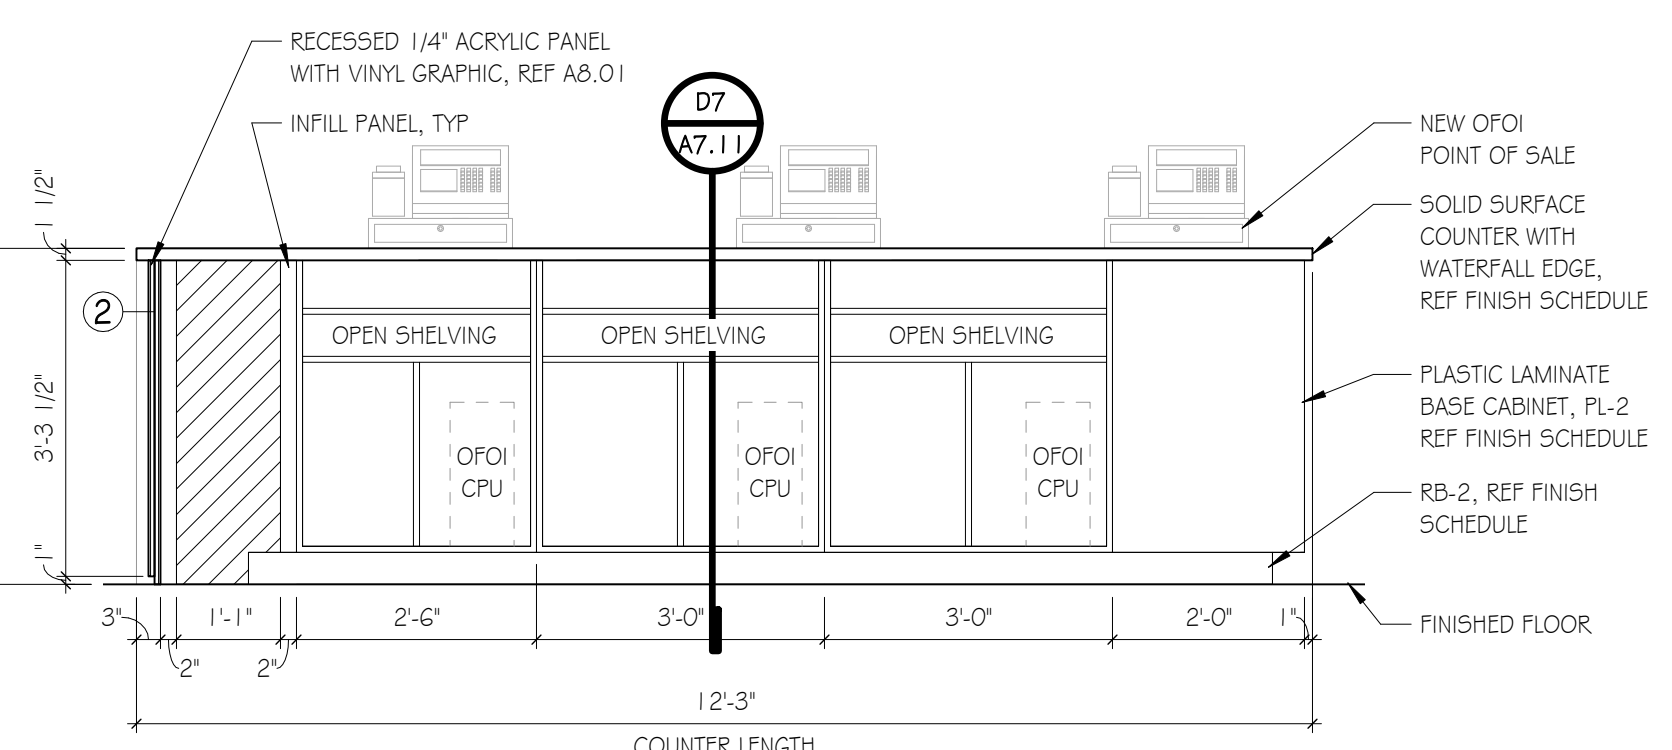 RECESSED 1/4" ACRYLIC PANEL
WITH VINYL GRAPHIC, REF A8.01
INFILL PANEL, TYP
D7
A7.11
NEW OFOI
POINT OF SALE
SOLID SURFACE
COUNTER WITH
WATERFALL EDGE,
REF FINISH SCHEDULE
PLASTIC LAMINATE
BASE CABINET, PL-2
REF FINISH SCHEDULE
RB-2, REF FINISH
SCHEDULE
FINISHED FLOOR
1 1/2"
3'-3 1/2"
1"
2
OPEN SHELVING
OPEN SHELVING
OPEN SHELVING
OFOI
CPU
OFOI
CPU
OFOI
CPU
3"
1'-1"
2'-6"
3'-0"
3'-0"
2'-0"
1"
2"
2"
12'-3"
COUNTER LENGTH